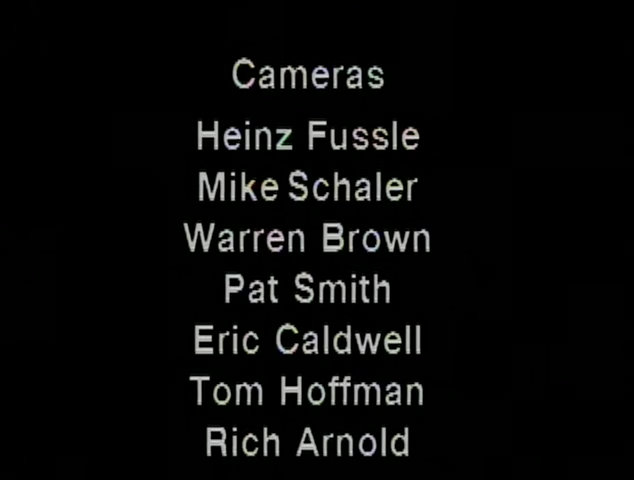 Cameras
Heinz Fussle
Mike Schaler
Warren Brown
Pat Smith
Eric Caldwell
Tom Hoffman
Rich Arnold